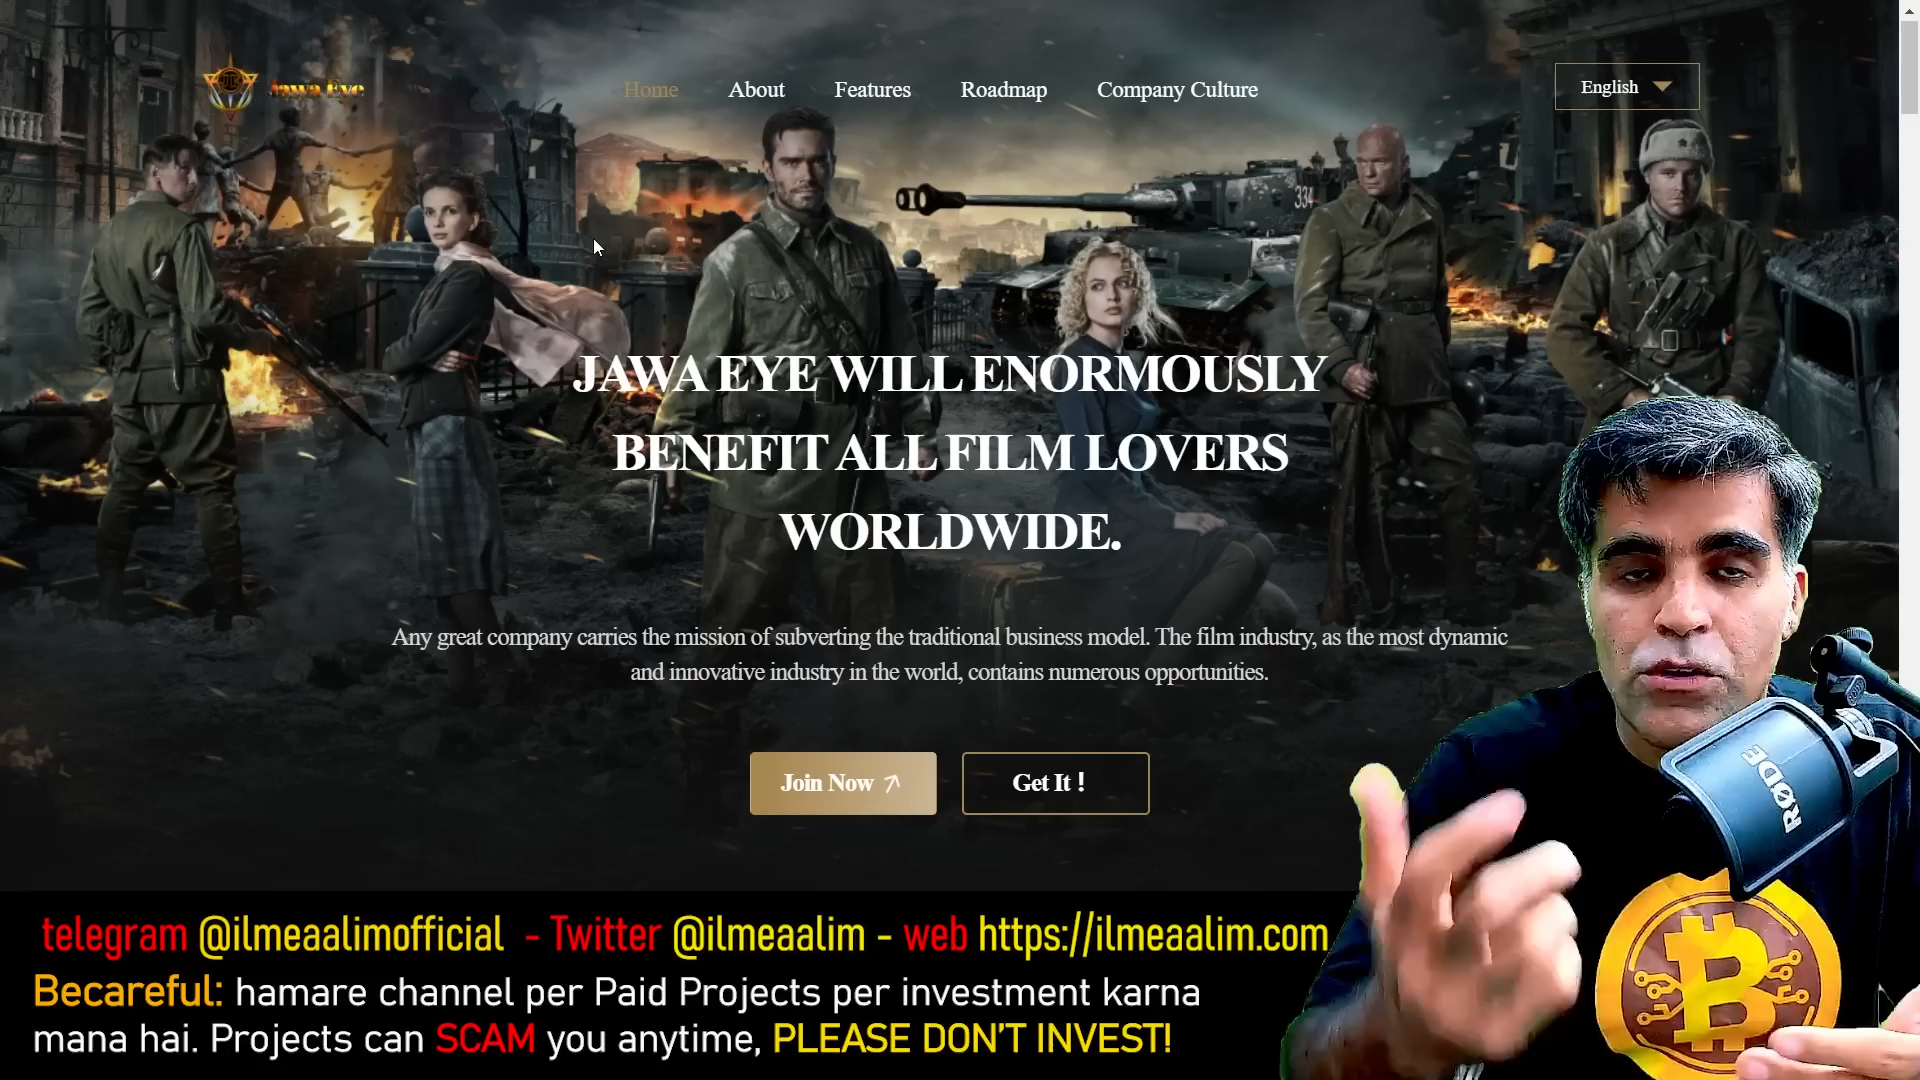 Jawa Eye
Home About Features Roadmap Company Culture
English
334
JAWA EYE WILL ENORMOUSLY
BENEFIT ALL FILM LOVERS
WORLDWIDE.
Any great company carries the mission of subverting the traditional business model. The film industry, as the most dynamic
and innovative industry in the world, contains numerous opportunities.
Join Now
Get It !
RØDE
telegram @ilmeaalimofficial - Twitter @ilmeaalim - web https://ilmeaalim.com
Becareful: hamare channel per Paid Projects per investment karna
mana hai. Projects can SCAM you anytime, PLEASE DON'T INVEST!